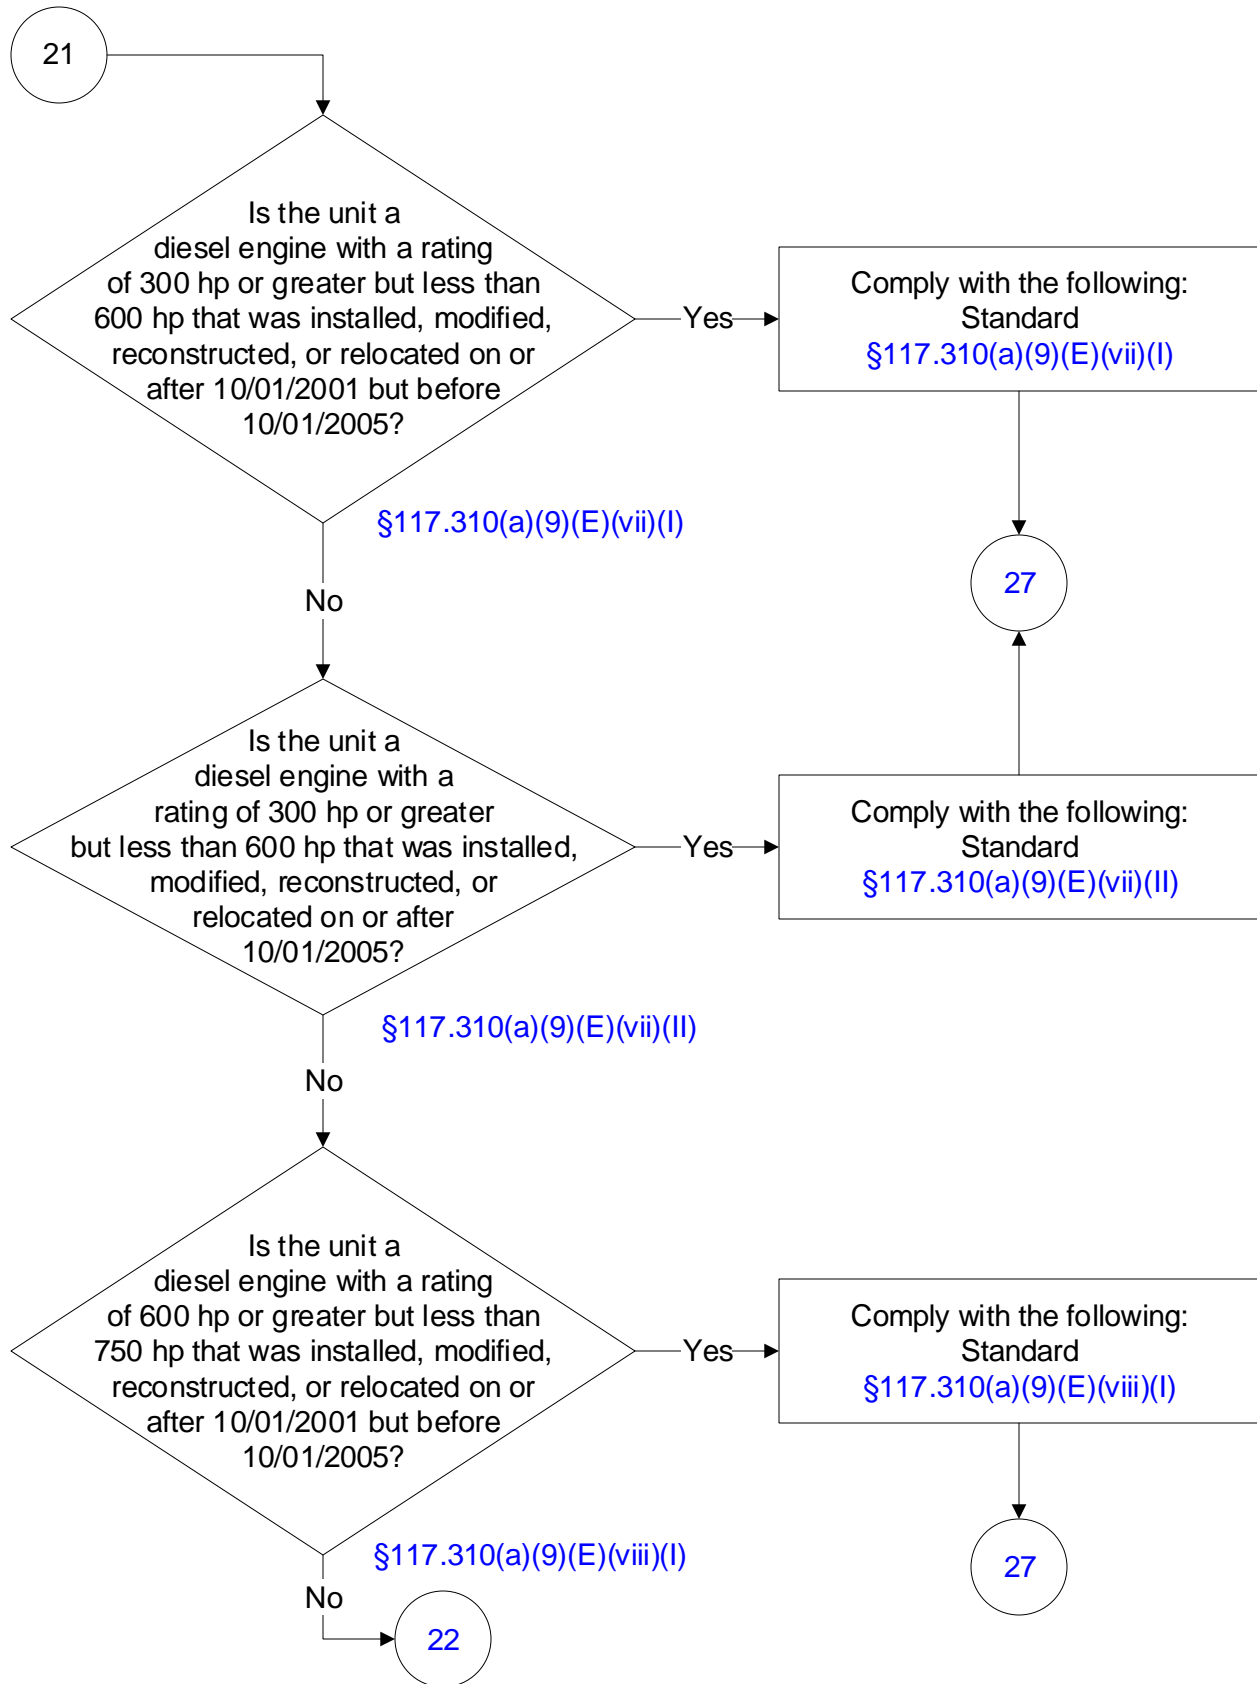 21
Is the unit a
diesel engine with a rating
of 300 hp or greater but less than
600 hp that was installed, modified,
reconstructed, or relocated on or
after 10/01/2001 but before
10/01/2005?
Yes
Comply with the following:
Standard
§117.310(a)(9)(E)(vii)(I)
§117.310(a)(9)(E)(vii)(I)
27
No
Is the unit a
diesel engine with a
rating of 300 hp or greater
but less than 600 hp that was installed,
modified, reconstructed, or
relocated on or after
10/01/2005?
Yes
Comply with the following:
Standard
§117.310(a)(9)(E)(vii)(II)
§117.310(a)(9)(E)(vii)(II)
No
Is the unit a
diesel engine with a rating
of 600 hp or greater but less than
750 hp that was installed, modified,
reconstructed, or relocated on or
after 10/01/2001 but before
10/01/2005?
Yes
Comply with the following:
Standard
§117.310(a)(9)(E)(viii)(I)
§117.310(a)(9)(E)(viii)(I)
27
No
22